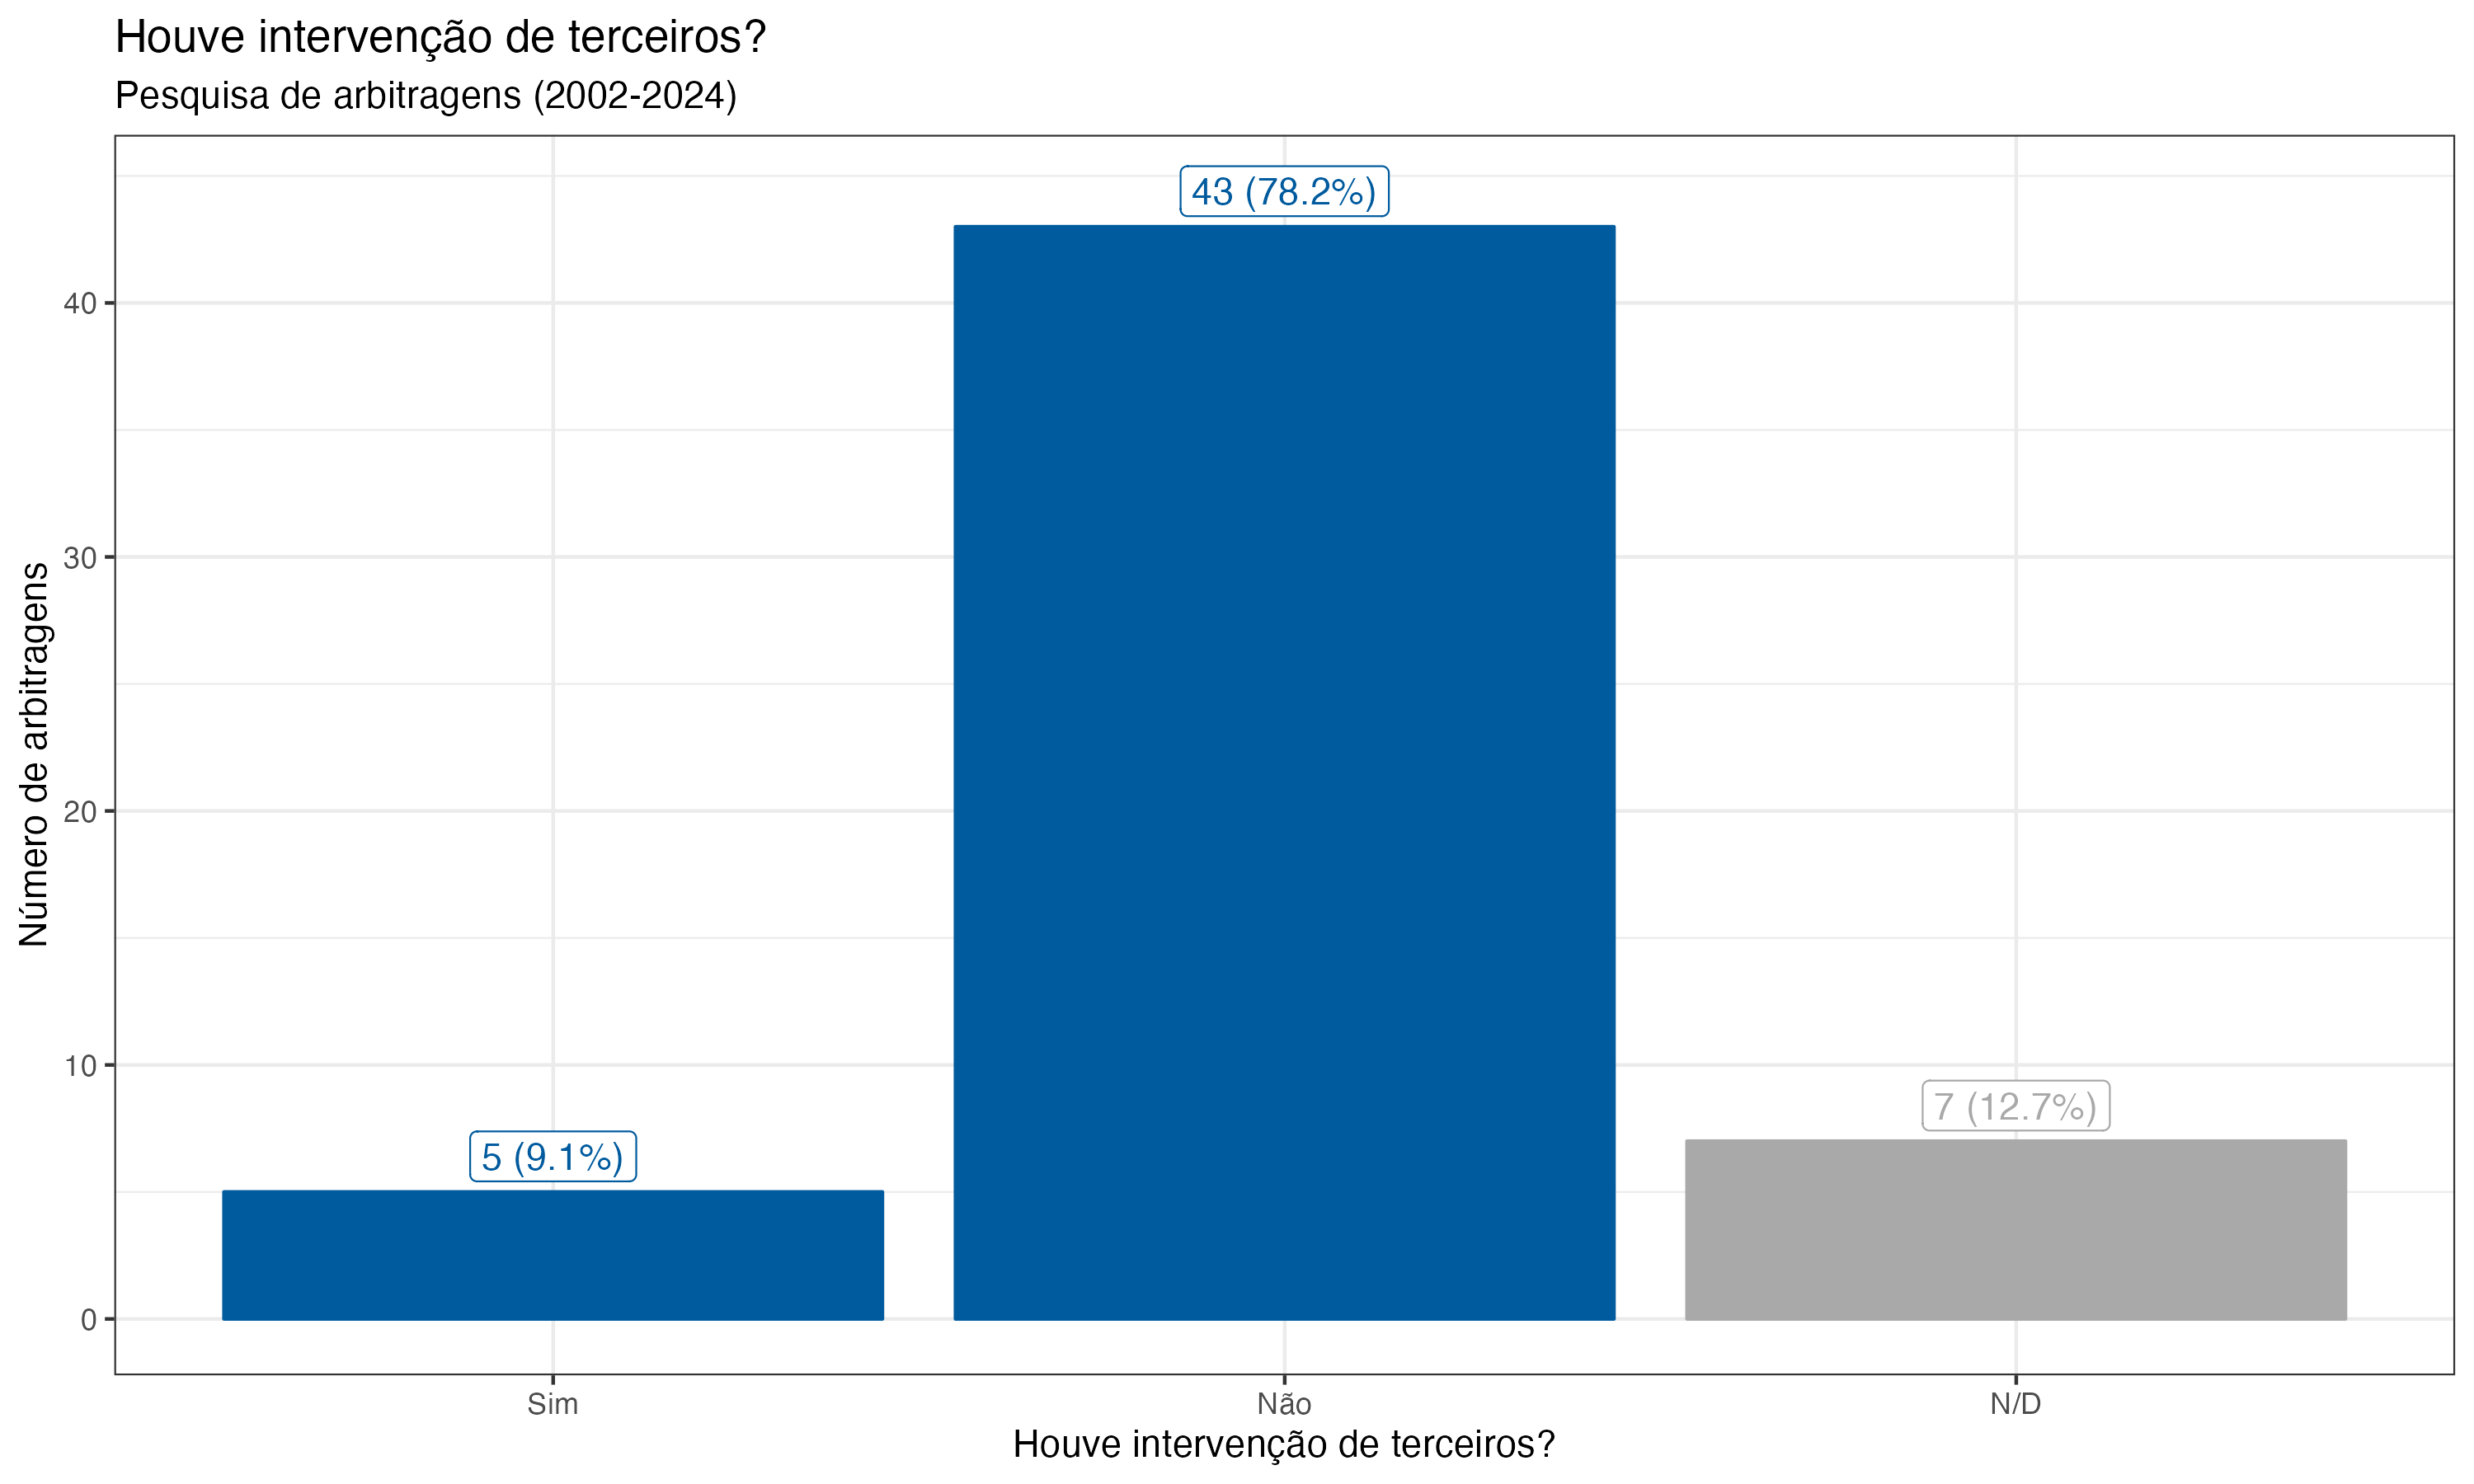 Houve intervenção de terceiros?
Pesquisa de arbitragens (2002-2024)
Número de arbitragens
40
30
20
10
0
5 (9.1%)
43 (78.2%)
7 (12.7%)
Sim
Não
N/D
Houve intervenção de terceiros?